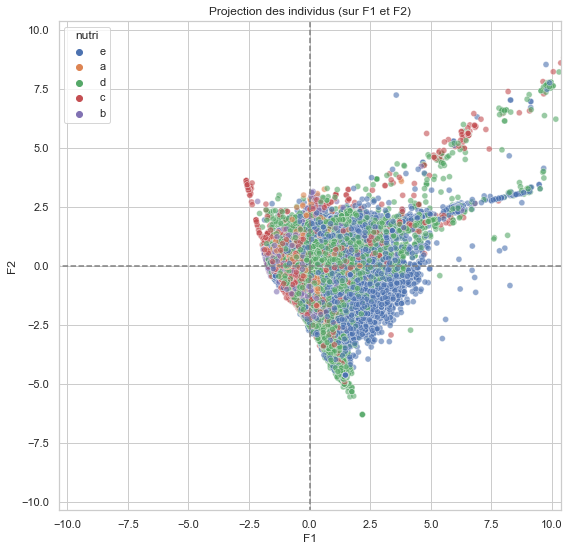 Projection des individus (sur F1 et F2)
nutri
e
a
d
c
b
10.0
7.5
5.0
2.5
0.0
−2.5
−5.0
−7.5
−10.0
F2
−10.0 −7.5 −5.0 −2.5 0.0 2.5 5.0 7.5 10.0
F1